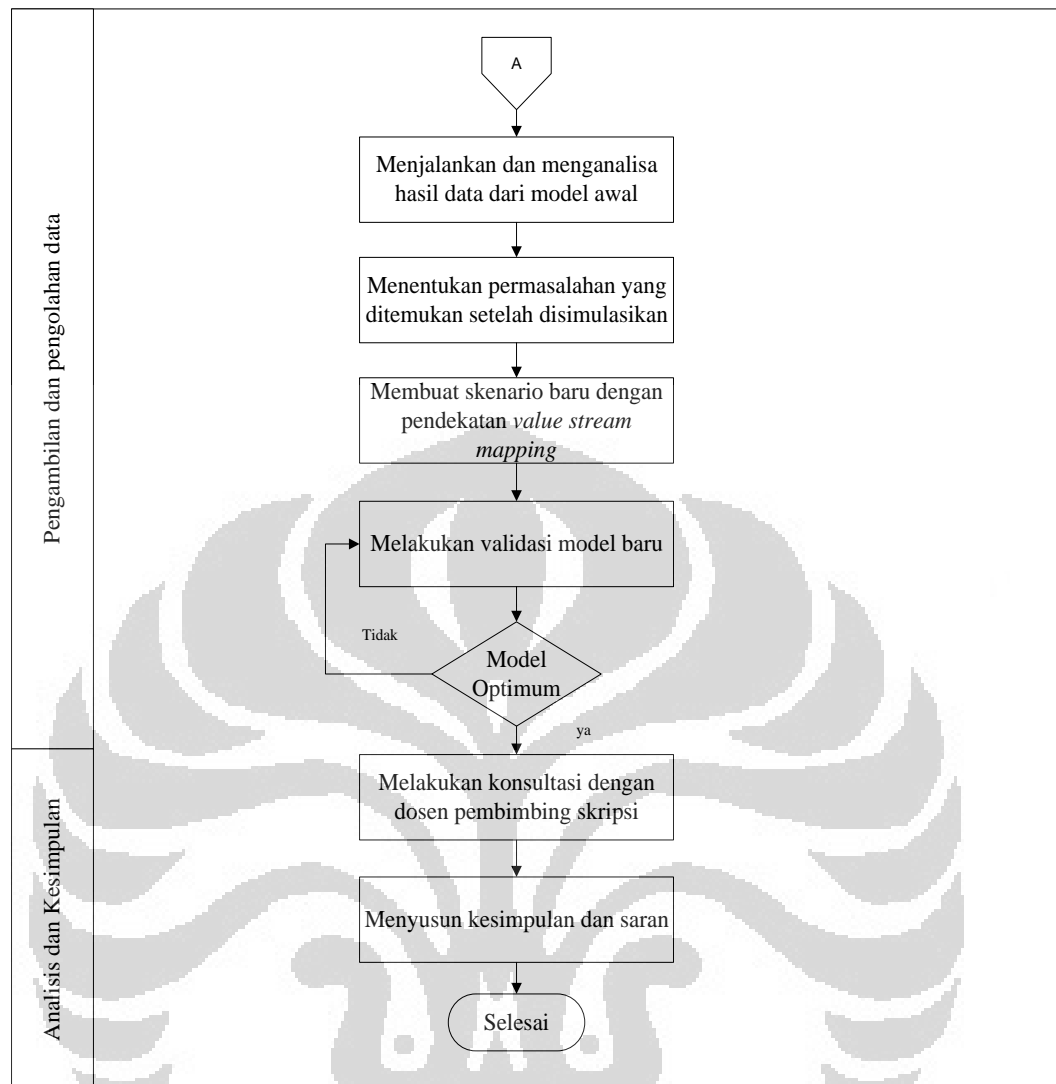 A
Menjalankan dan menganalisa
hasil data dari model awal
Menentukan permasalahan yang
ditemukan setelah disimulasikan
Membuat skenario baru dengan
pendekatan value stream
mapping
Pengambilan dan pengolahan data
Melakukan validasi model baru
Tidak
Model
Optimum
ya
Melakukan konsultasi dengan
dosen pembimbing skripsi
Menyusun kesimpulan dan saran
Analisis dan Kesimpulan
Selesai